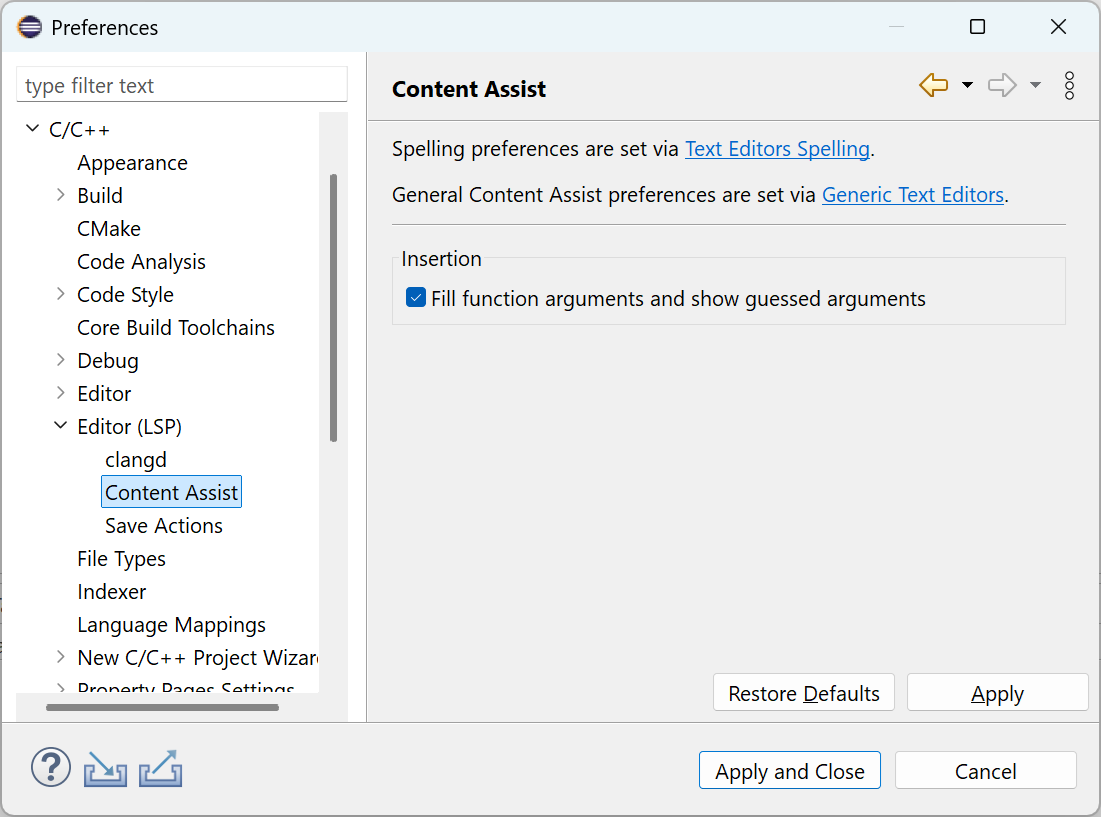 Preferences
type filter text
C/C++
Appearance
Build
CMake
Code Analysis
Code Style
Core Build Toolchains
Debug
Editor
Editor (LSP)
clangd
Content Assist
Save Actions
File Types
Indexer
Language Mappings
New C/C++ Project Wizar
Property Pages Settings
Content Assist
Spelling preferences are set via Text Editors Spelling.
General Content Assist preferences are set via Generic Text Editors.
Insertion
Fill function arguments and show guessed arguments
Restore Defaults
Apply
?
Apply and Close
Cancel